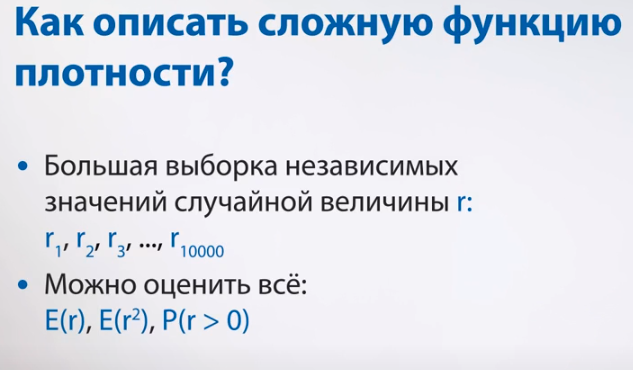 Как описать сложную функцию
плотности?
• Большая выборка независимых
значений случайной величины r:
r₁, r₂, r₃, ..., r₁₀₀₀₀
• Можно оценить всё:
E(r), E(r²), P(r > 0)